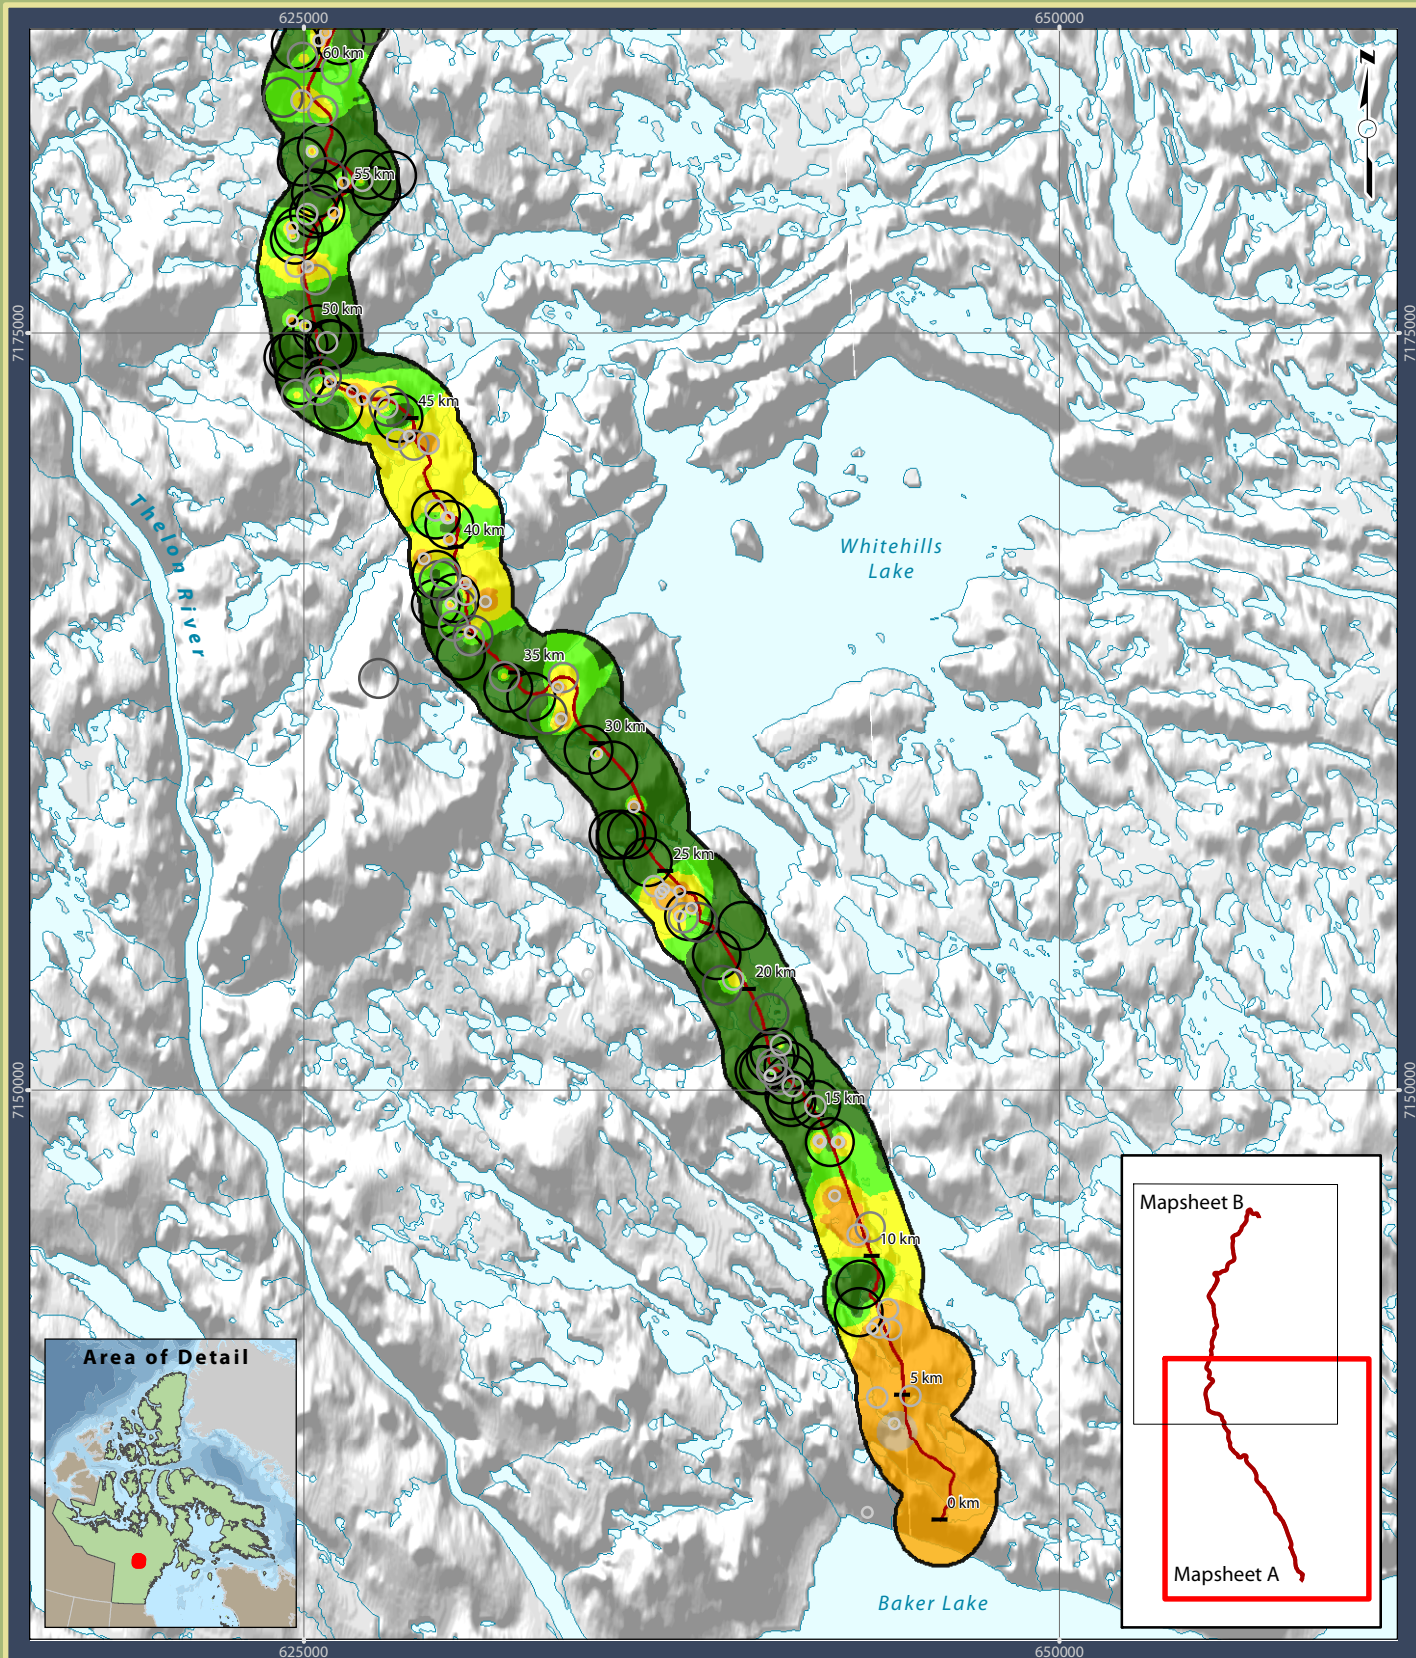 625000
650000
N
60 km
55 km
50 km
7175000
7175000
45 km
Thelon River
40 km
Whitehills
Lake
35 km
30 km
25 km
20 km
7150000
7150000
15 km
10 km
5 km
0 km
Baker Lake
Mapsheet B
Mapsheet A
Area of Detail
625000
650000